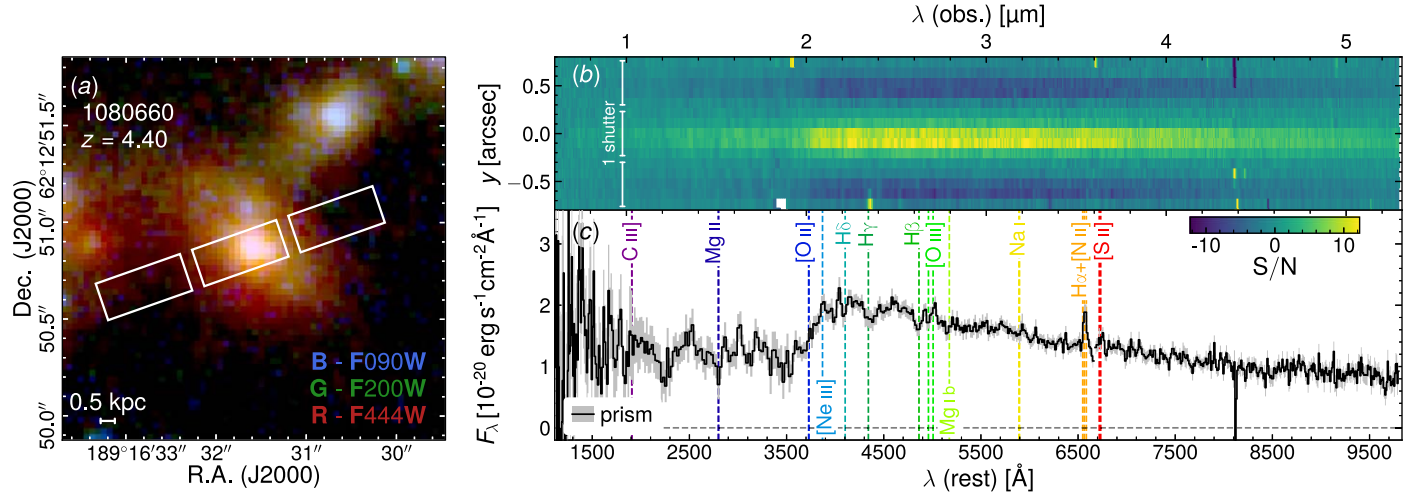 (a)
1080660
z = 4.40
B - F090W
G - F200W
R - F444W
0.5 kpc
Dec. (J2000)
62°12′51.5″
51.0″
50.5″
50.0″
189°16′33″
32″
31″
30″
R.A. (J2000)
λ (obs.) [μm]
1 2 3 4 5
(b)
y [arcsec]
0.5
0.0
−0.5
1 shutter
(c)
S/N
-12 0 12
C III]
Mg II
[O II]
[Ne III]
Hδ
Hγ
Hβ
[O III]
Mg I b
Na I
Hα+[N II]
[S II]
Fλ [10⁻²⁰ erg s⁻¹ cm⁻² Å⁻¹]
3
2
1
0
prism
1500 2500 3500 4500 5500 6500 7500 8500 9500
λ (rest) [Å]